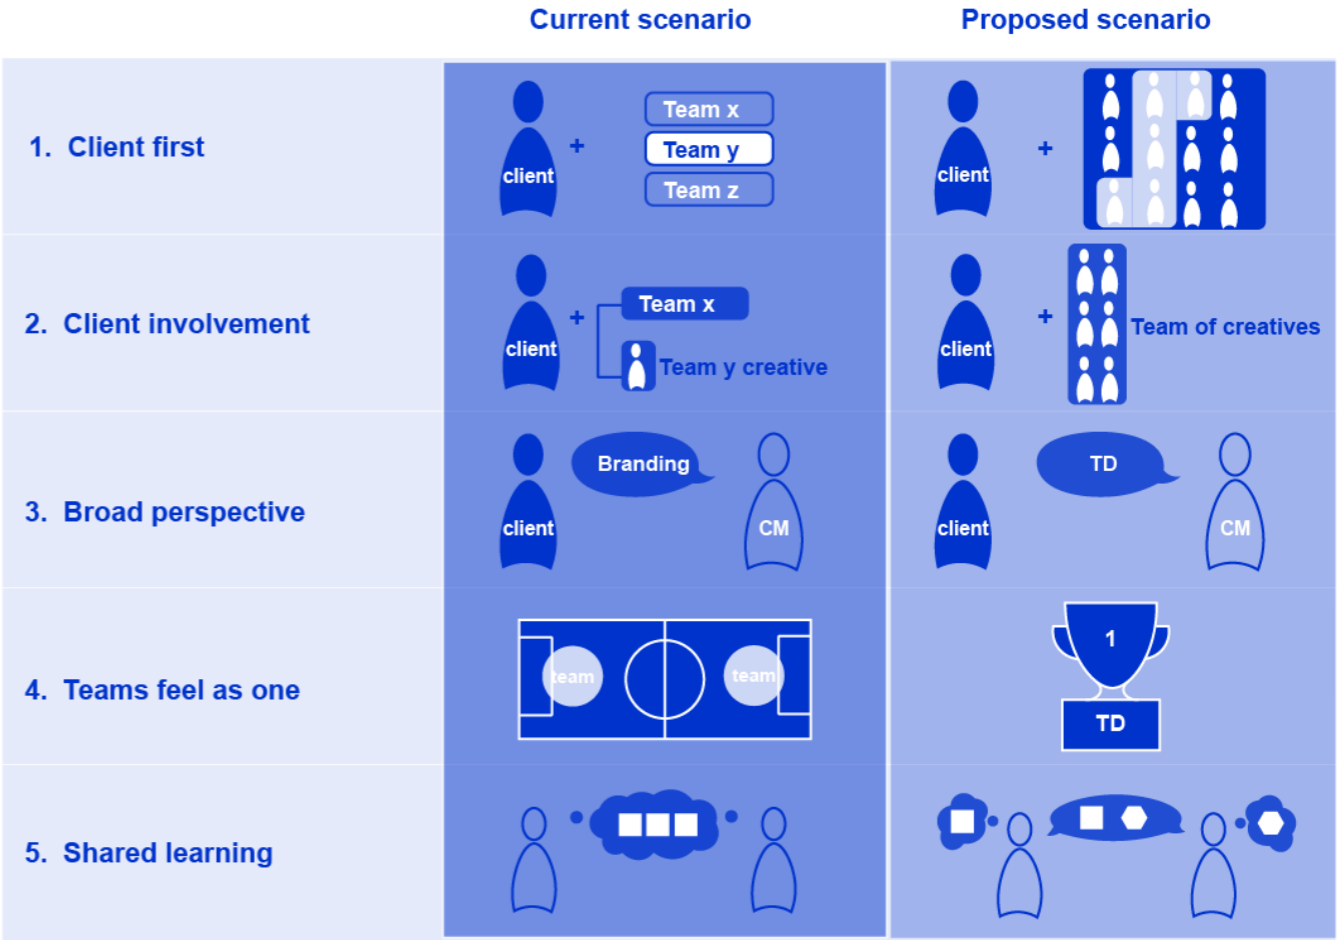 Current scenario
Proposed scenario
1. Client first
client
+
Team x
Team y
Team z
client
+
2. Client involvement
client
+
Team x
Team y creative
client
+
Team of creatives
3. Broad perspective
client
Branding
CM
client
TD
CM
4. Teams feel as one
team
team
1
TD
5. Shared learning